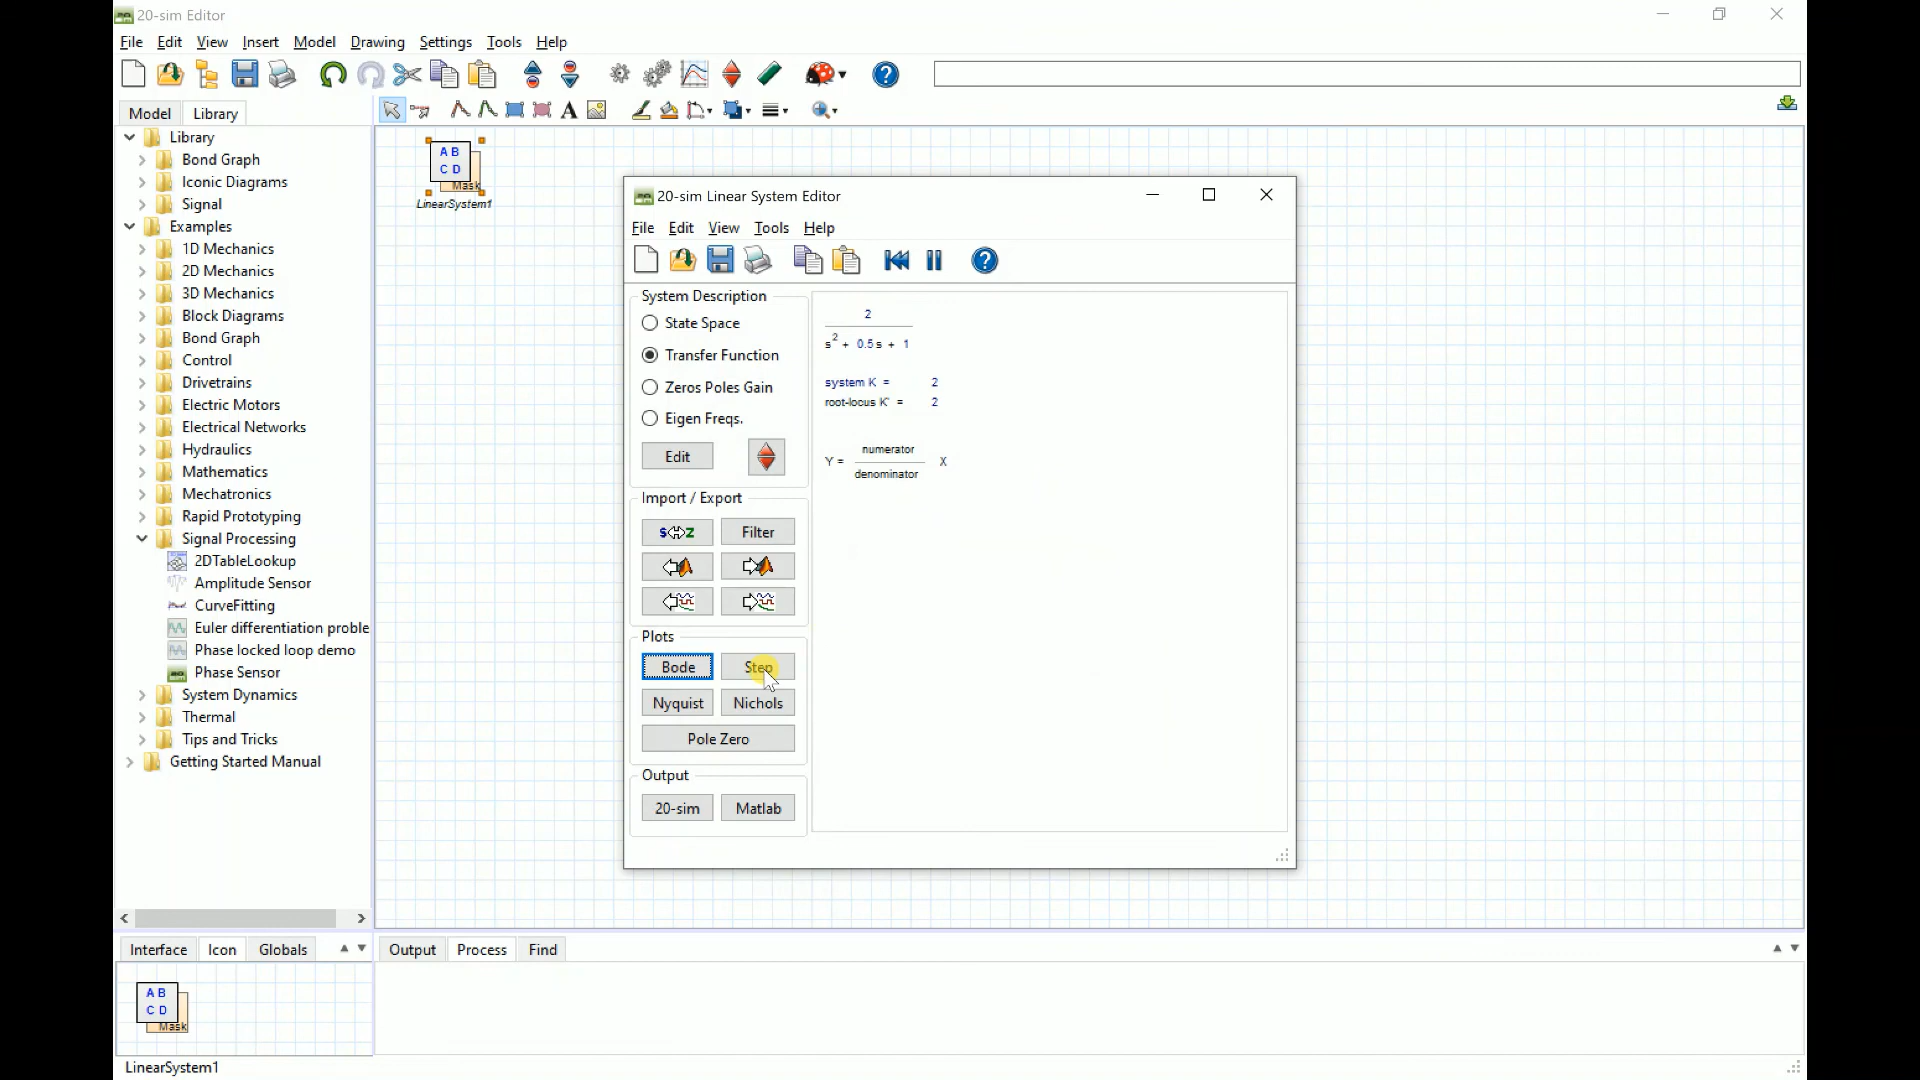 20-sim Editor
File Edit View Insert Model Drawing Settings Tools Help
Model Library
Library
Bond Graph
Iconic Diagrams
Signal
Examples
1D Mechanics
2D Mechanics
3D Mechanics
Block Diagrams
Bond Graph
Control
Drivetrains
Electric Motors
Electrical Networks
Hydraulics
Mathematics
Mechatronics
Rapid Prototyping
Signal Processing
2DTableLookup
Amplitude Sensor
CurveFitting
Euler differentiation proble
Phase locked loop demo
Phase Sensor
System Dynamics
Thermal
Tips and Tricks
Getting Started Manual
A B
C D
Mask
LinearSystem1
20-sim Linear System Editor
File Edit View Tools Help
System Description
State Space
Transfer Function
Zeros Poles Gain
Eigen Freqs.
Edit
Import / Export
S Z Filter
Plots
Bode Step
Nyquist Nichols
Pole Zero
Output
20-sim Matlab
2
s2 + 0.5 s + 1
system K = 2
root-locus K' = 2
numerator
Y = X
denominator
Interface Icon Globals
A B
C D
Mask
Output Process Find
LinearSystem1